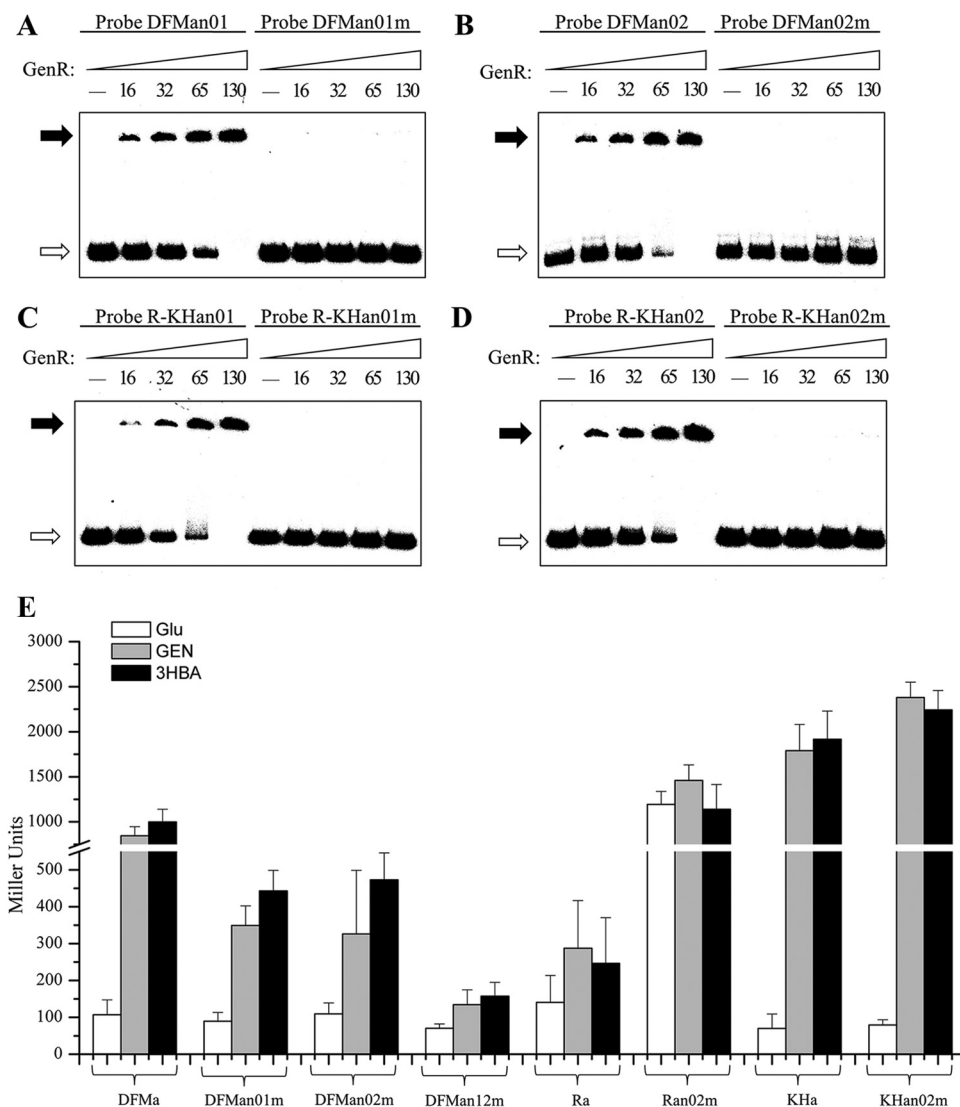 A
Probe DFMan01 Probe DFMan01m
GenR:
— 16 32 65 130 — 16 32 65 130
B
Probe DFMan02 Probe DFMan02m
GenR:
— 16 32 65 130 — 16 32 65 130
C
Probe R-KHan01 Probe R-KHan01m
GenR:
— 16 32 65 130 — 16 32 65 130
D
Probe R-KHan02 Probe R-KHan02m
GenR:
— 16 32 65 130 — 16 32 65 130
E
Glu
GEN
3HBA
Miller Units
3000
2500
2000
1500
1000
500
400
300
200
100
0
DFMa DFMan01m DFMan02m DFMan12m Ra Ran02m KHa KHan02m